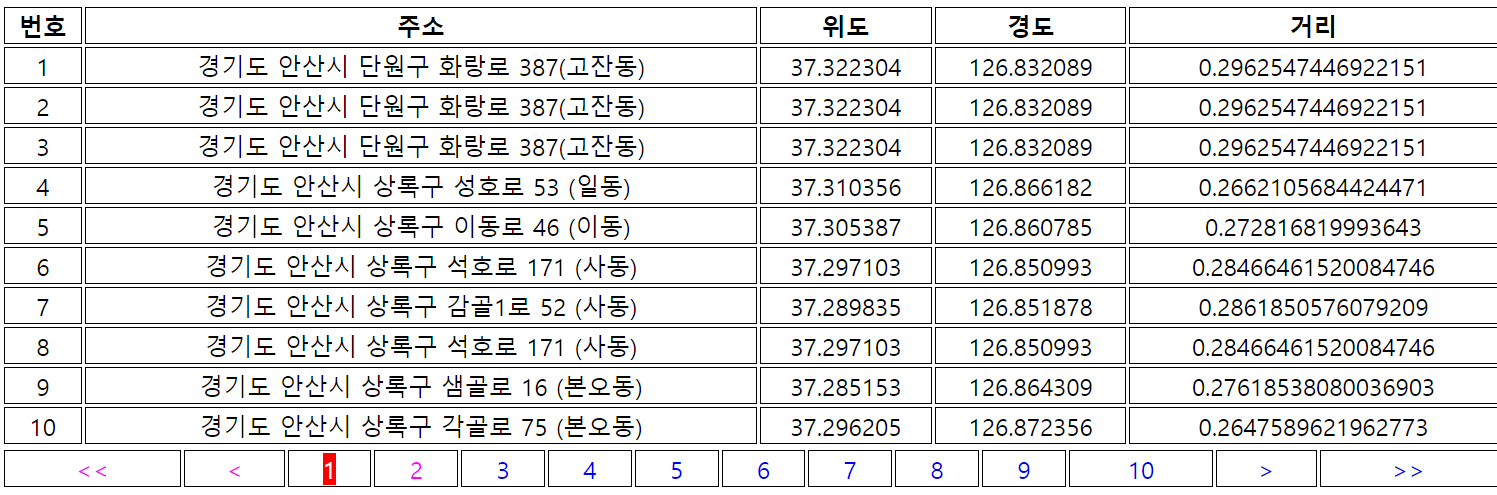 번호 주소 위도 경도 거리
1 경기도 안산시 단원구 화랑로 387(고잔동) 37.322304 126.832089 0.2962547446922151
2 경기도 안산시 단원구 화랑로 387(고잔동) 37.322304 126.832089 0.2962547446922151
3 경기도 안산시 단원구 화랑로 387(고잔동) 37.322304 126.832089 0.2962547446922151
4 경기도 안산시 상록구 성호로 53 (일동) 37.310356 126.866182 0.2662105684424471
5 경기도 안산시 상록구 이동로 46 (이동) 37.305387 126.860785 0.272816819993643
6 경기도 안산시 상록구 석호로 171 (사동) 37.297103 126.850993 0.28466461520084746
7 경기도 안산시 상록구 감골1로 52 (사동) 37.289835 126.851878 0.2861850576079209
8 경기도 안산시 상록구 석호로 171 (사동) 37.297103 126.850993 0.28466461520084746
9 경기도 안산시 상록구 샘골로 16 (본오동) 37.285153 126.864309 0.27618538080036903
10 경기도 안산시 상록구 각골로 75 (본오동) 37.296205 126.872356 0.2647589621962773
<< < 1 2 3 4 5 6 7 8 9 10 > >>